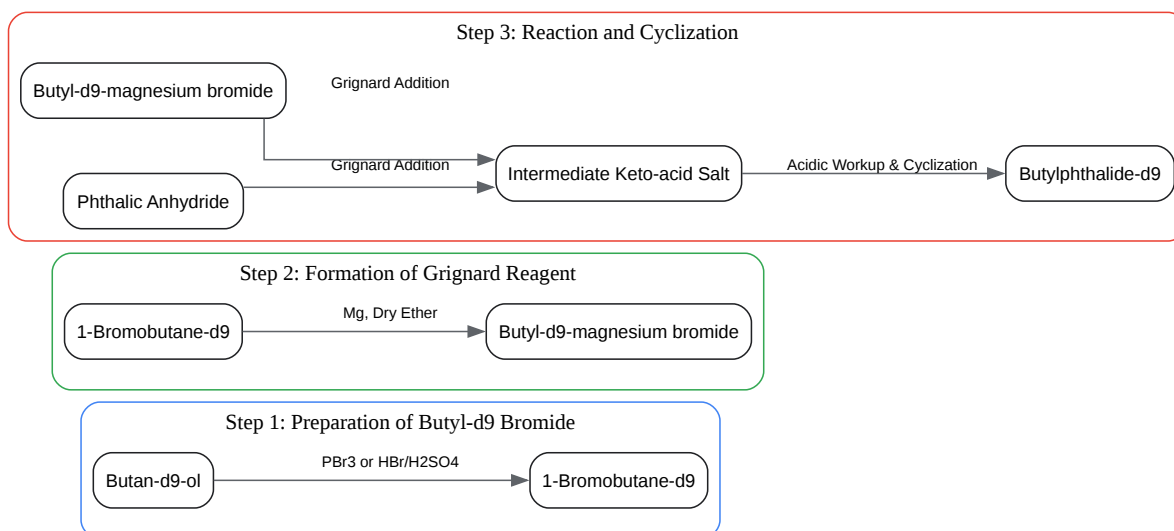 Step 3: Reaction and Cyclization
Butyl-d9-magnesium bromide
Grignard Addition
Phthalic Anhydride
Grignard Addition
Intermediate Keto-acid Salt
Acidic Workup & Cyclization
Butylphthalide-d9
Step 2: Formation of Grignard Reagent
1-Bromobutane-d9
Mg, Dry Ether
Butyl-d9-magnesium bromide
Step 1: Preparation of Butyl-d9 Bromide
Butan-d9-ol
PBr3 or HBr/H2SO4
1-Bromobutane-d9